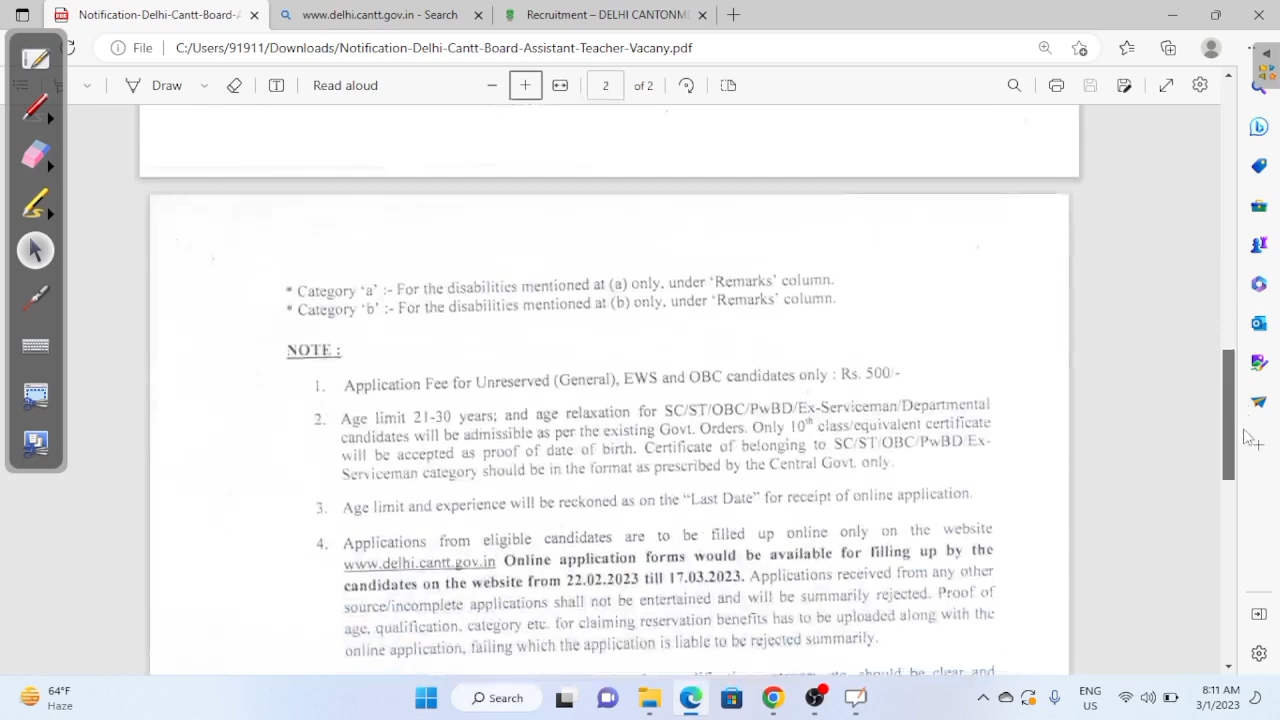 Notification-Delhi-Cantt-Board-A
www.delhi.cantt.gov.in - Search
Recruitment – DELHI CANTONME
File
C:/Users/91911/Downloads/Notification-Delhi-Cantt-Board-Assistant-Teacher-Vacany.pdf
Draw
Read aloud
2
of 2
* Category 'a' :- For the disabilities mentioned at (a) only, under 'Remarks' column.
* Category 'b' :- For the disabilities mentioned at (b) only, under 'Remarks' column.
NOTE :
1. Application Fee for Unreserved (General), EWS and OBC candidates only : Rs. 500/-
2. Age limit 21-30 years; and age relaxation for SC/ST/OBC/PwBD/Ex-Serviceman/Departmental
candidates will be admissible as per the existing Govt. Orders. Only 10th class/equivalent certificate
will be accepted as proof of date of birth. Certificate of belonging to SC/ST/OBC/PwBD/Ex-
Serviceman category should be in the format as prescribed by the Central Govt. only.
3. Age limit and experience will be reckoned as on the "Last Date" for receipt of online application.
4. Applications from eligible candidates are to be filled up online only on the website
www.delhi.cantt.gov.in Online application forms would be available for filling up by the
candidates on the website from 22.02.2023 till 17.03.2023. Applications received from any other
source/incomplete applications shall not be entertained and will be summarily rejected. Proof of
age, qualification, category etc. for claiming reservation benefits has to be uploaded along with the
online application, failing which the application is liable to be rejected summarily.
should be clear and
64°F
Haze
Search
ENG
US
8:11 AM
3/1/2023